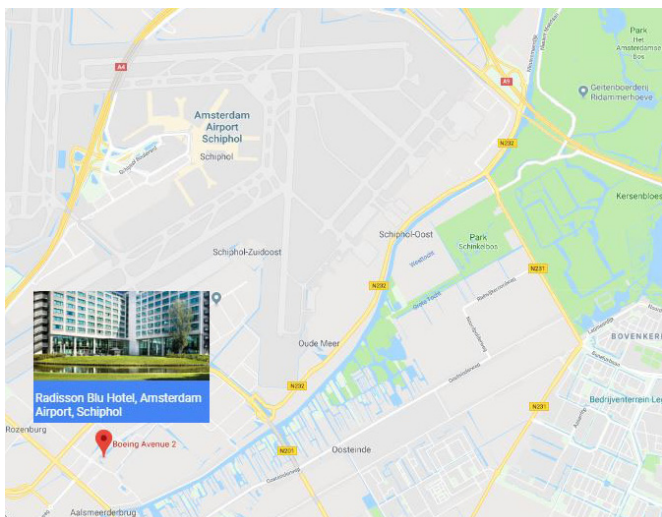 Park
Het
Amsterdamse
Bos
A4
A9
Geitenboerderij
Ridammerhoeve
Amsterdam
Airport
Schiphol
Schiphol
N232
Kersenbloes
Schiphol-Oost
Park
Schinkelbos
Schiphol-Zuidoost
N231
N232
Oude Meer
BOVENKERK
Radisson Blu Hotel, Amsterdam
Airport, Schiphol
N232
Bedrijventerrein Leg
N231
Rozenburg
Boeing Avenue 2
N201
Oosteinde
Aalsmeerderbrug